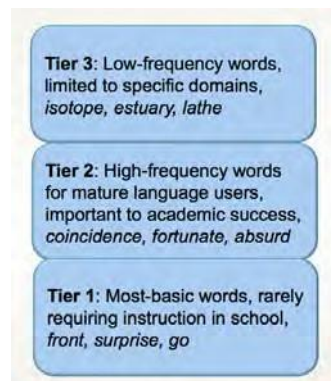 Tier 3: Low-frequency words,
limited to specific domains,
isotope, estuary, lathe
Tier 2: High-frequency words
for mature language users,
important to academic success,
coincidence, fortunate, absurd
Tier 1: Most-basic words, rarely
requiring instruction in school,
front, surprise, go